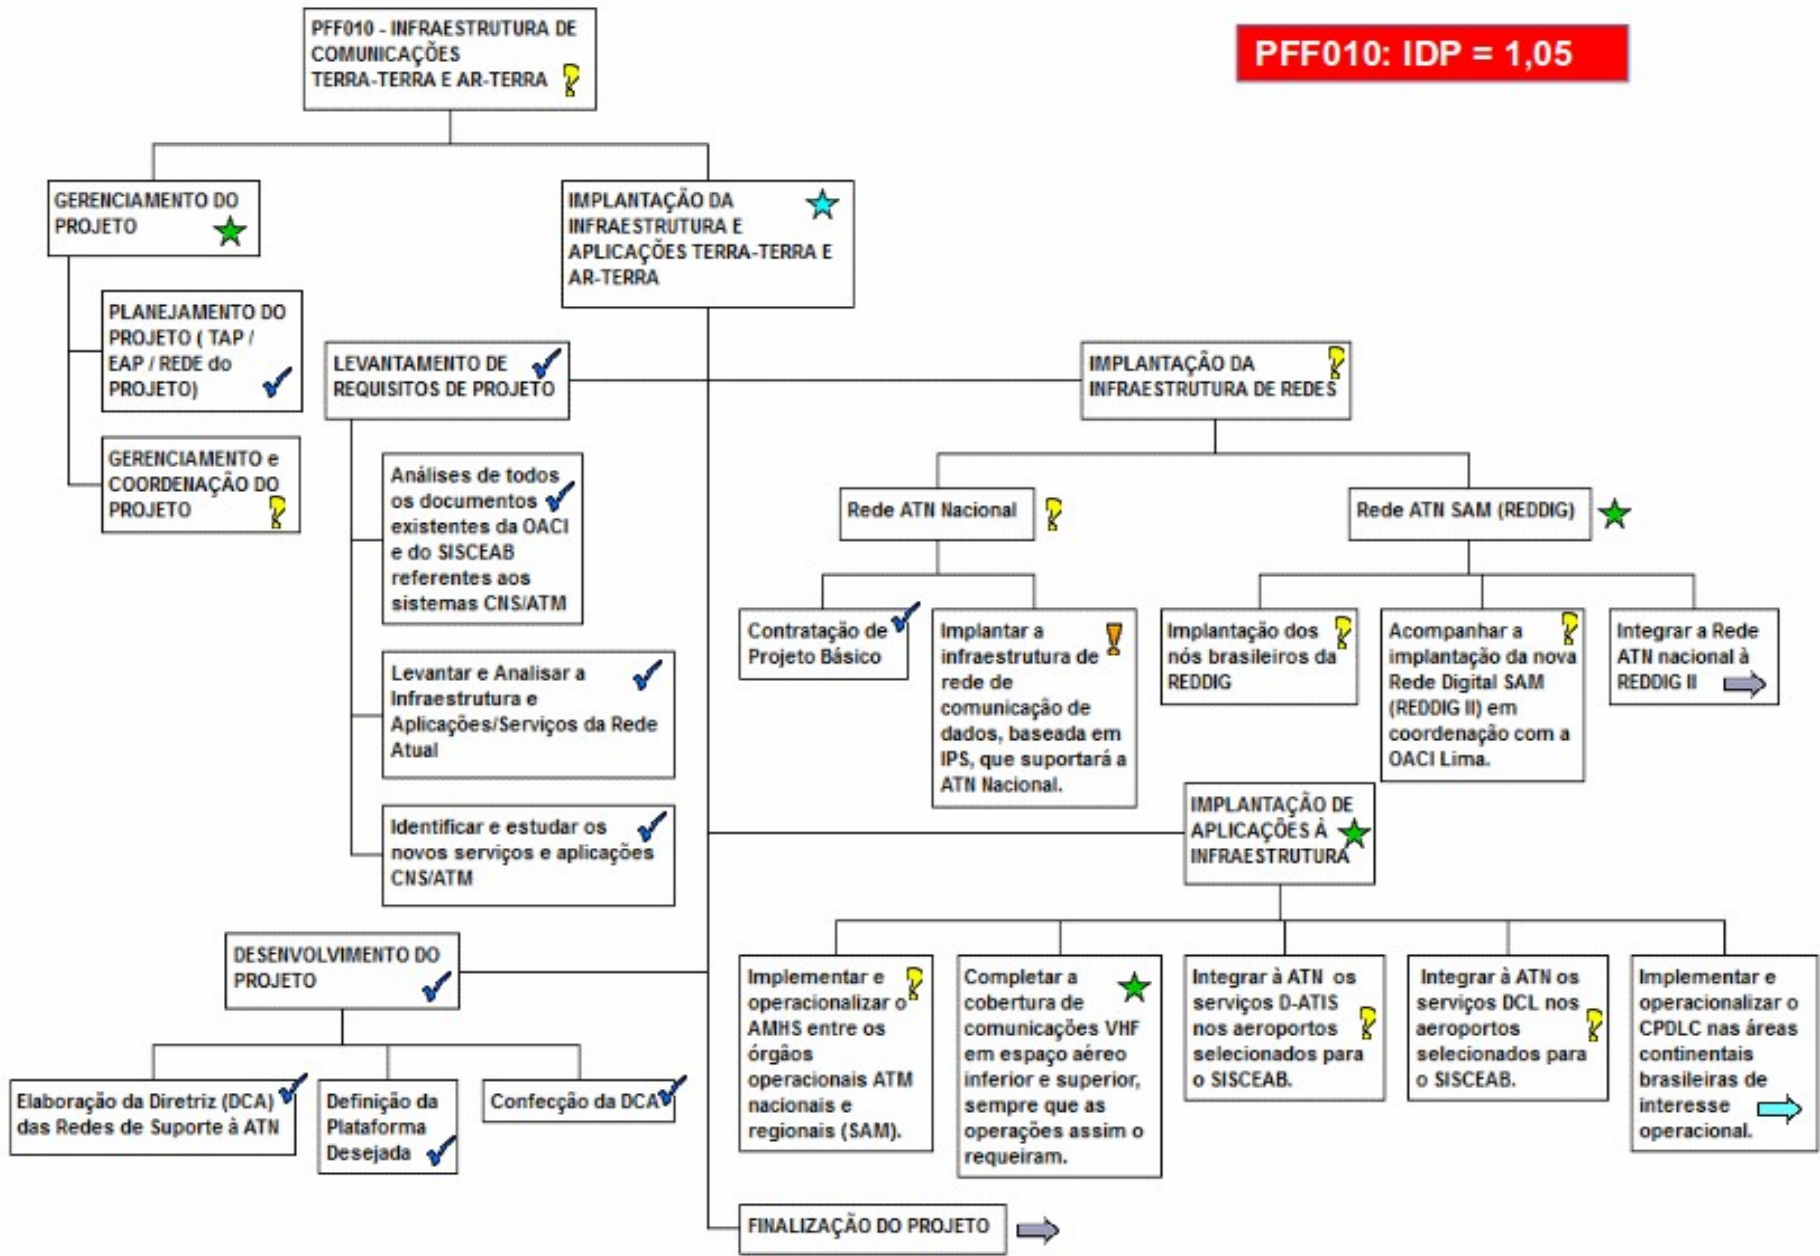 PFF010 - INFRAESTRUTURA DE
COMUNICAÇÕES
TERRA-TERRA E AR-TERRA
PFF010: IDP = 1,05
GERENCIAMENTO DO
PROJETO
IMPLANTAÇÃO DA
INFRAESTRUTURA E
APLICAÇÕES TERRA-TERRA E
AR-TERRA
PLANEJAMENTO DO
PROJETO ( TAP /
EAP / REDE do
PROJETO)
GERENCIAMENTO e
COORDENAÇÃO DO
PROJETO
LEVANTAMENTO DE
REQUISITOS DE PROJETO
Análises de todos
os documentos
existentes da OACI
e do SISCEAB
referentes aos
sistemas CNS/ATM
Levantar e Analisar a
Infraestrutura e
Aplicações/Serviços da Rede
Atual
Identificar e estudar os
novos serviços e aplicações
CNS/ATM
IMPLANTAÇÃO DA
INFRAESTRUTURA DE REDES
Rede ATN Nacional
Rede ATN SAM (REDDIG)
Contratação de
Projeto Básico
Implantar a
infraestrutura de
rede de
comunicação de
dados, baseada em
IPS, que suportará a
ATN Nacional.
Implantação dos
nós brasileiros da
REDDIG
Acompanhar a
implantação da nova
Rede Digital SAM
(REDDIG II) em
coordenação com a
OACI Lima.
Integrar a Rede
ATN nacional à
REDDIG II
IMPLANTAÇÃO DE
APLICAÇÕES À
INFRAESTRUTURA
DESENVOLVIMENTO DO
PROJETO
Elaboração da Diretriz (DCA)
das Redes de Suporte à ATN
Definição da
Plataforma
Desejada
Confecção da DCA
Implementar e
operacionalizar o
AMHS entre os
órgãos
operacionais ATM
nacionais e
regionais (SAM).
Completar a
cobertura de
comunicações VHF
em espaço aéreo
inferior e superior,
sempre que as
operações assim o
requeiram.
Integrar à ATN os
serviços D-ATIS
nos aeroportos
selecionados para
o SISCEAB.
Integrar à ATN os
serviços DCL nos
aeroportos
selecionados para
o SISCEAB.
Implementar e
operacionalizar o
CPDLC nas áreas
continentais
brasileiras de
interesse
operacional.
FINALIZAÇÃO DO PROJETO